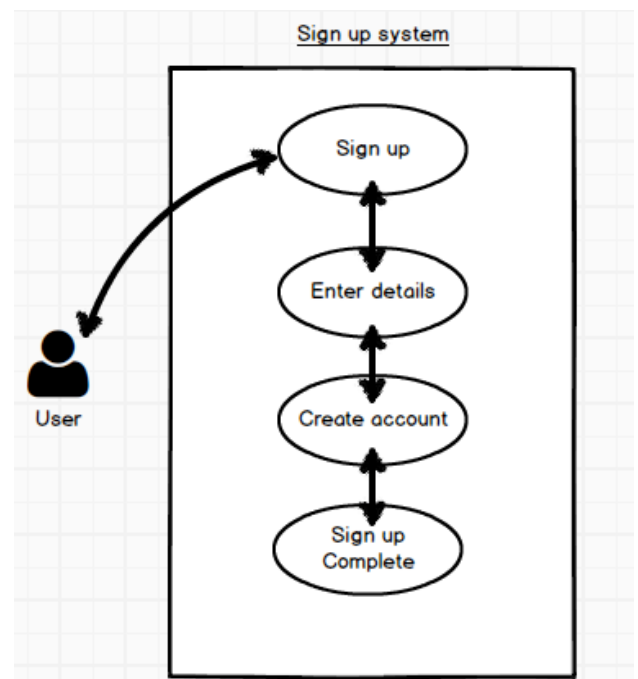 Sign up system
Sign up
Enter details
User
Create account
Sign up
Complete